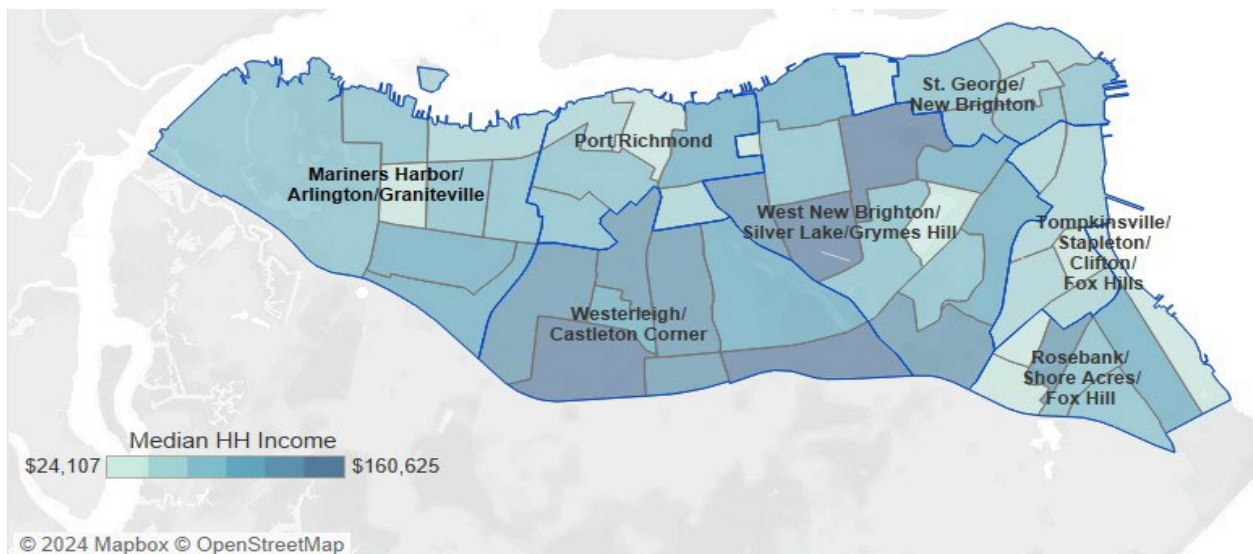 St. George/
New Brighton
Port Richmond
Mariners Harbor/
Arlington/Graniteville
West New Brighton/
Silver Lake/Grymes Hill
Tompkinsville/
Stapleton/
Clifton/
Fox Hills
Westerleigh/
Castleton Corner
Rosebank/
Shore Acres/
Fox Hill
Median HH Income
$24,107 $160,625
© 2024 Mapbox © OpenStreetMap